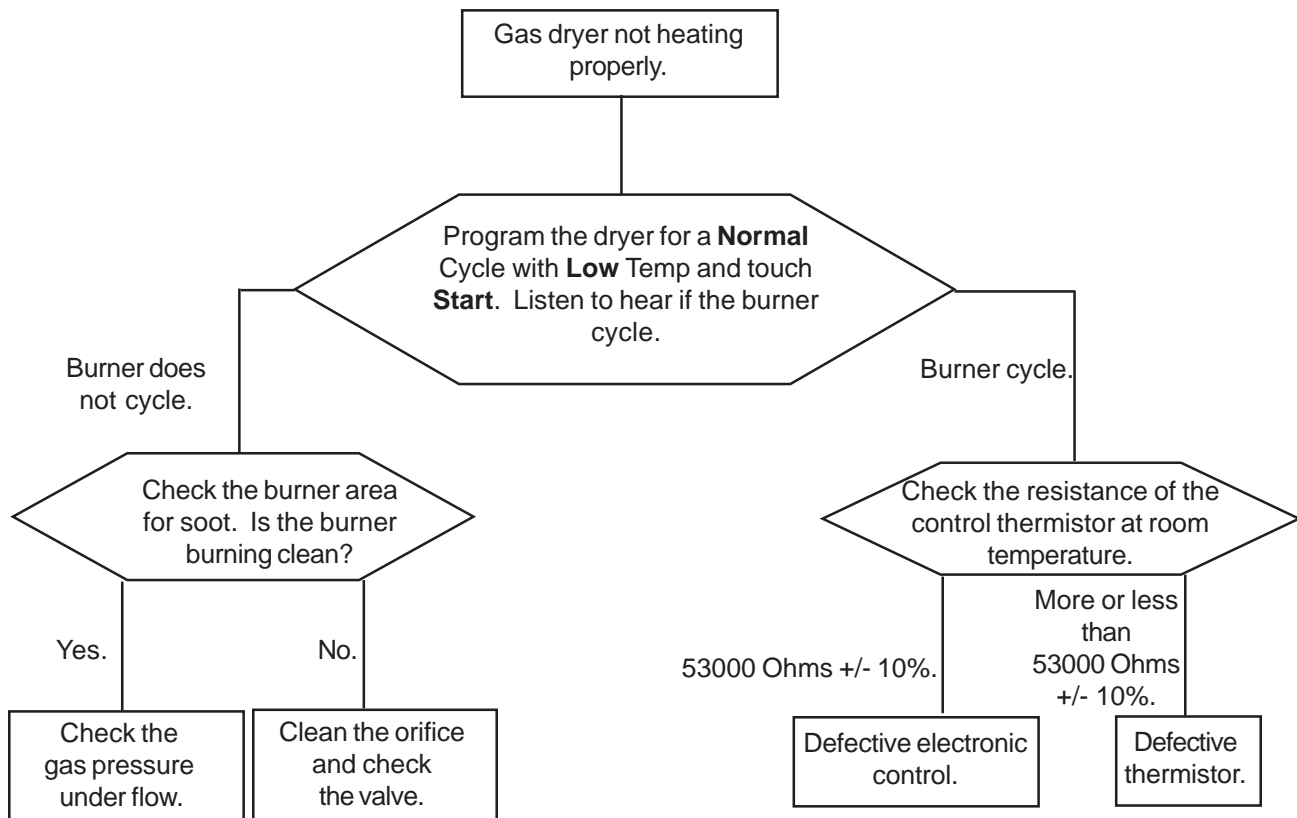 Gas dryer not heating
properly.
Program the dryer for a Normal
Cycle with Low Temp and touch
Start. Listen to hear if the burner
cycle.
Burner does
not cycle.
Burner cycle.
Check the burner area
for soot. Is the burner
burning clean?
Check the resistance of the
control thermistor at room
temperature.
Yes.
No.
53000 Ohms +/- 10%.
More or less
than
53000 Ohms
+/- 10%.
Check the
gas pressure
under flow.
Clean the orifice
and check
the valve.
Defective electronic
control.
Defective
thermistor.